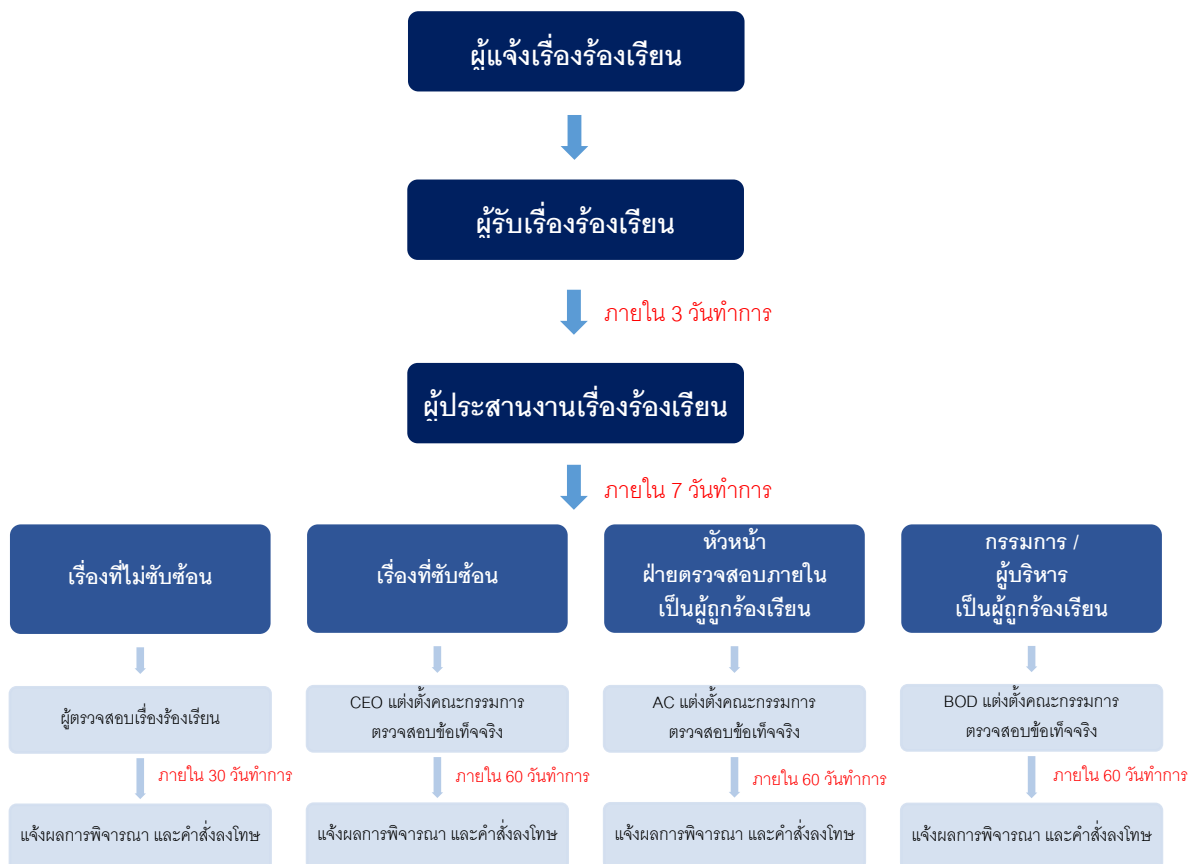 ผู้แจ้งเรื่องร้องเรียน
ผู้รับเรื่องร้องเรียน
ภายใน 3 วันทำการ
ผู้ประสานงานเรื่องร้องเรียน
ภายใน 7 วันทำการ
เรื่องที่ไม่ซับซ้อน
เรื่องที่ซับซ้อน
หัวหน้า
ฝ่ายตรวจสอบภายใน
เป็นผู้ถูกร้องเรียน
กรรมการ /
ผู้บริหาร
เป็นผู้ถูกร้องเรียน
ผู้ตรวจสอบเรื่องร้องเรียน
CEO แต่งตั้งคณะกรรมการ
ตรวจสอบข้อเท็จจริง
AC แต่งตั้งคณะกรรมการ
ตรวจสอบข้อเท็จจริง
BOD แต่งตั้งคณะกรรมการ
ตรวจสอบข้อเท็จจริง
ภายใน 30 วันทำการ
ภายใน 60 วันทำการ
ภายใน 60 วันทำการ
ภายใน 60 วันทำการ
แจ้งผลการพิจารณา และคำสั่งลงโทษ
แจ้งผลการพิจารณา และคำสั่งลงโทษ
แจ้งผลการพิจารณา และคำสั่งลงโทษ
แจ้งผลการพิจารณา และคำสั่งลงโทษ